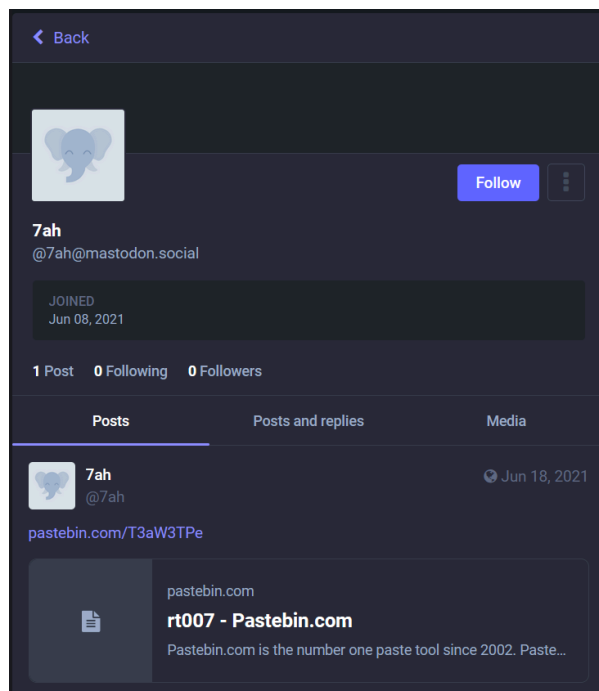 Back
Follow
7ah
@7ah@mastodon.social
JOINED
Jun 08, 2021
1 Post 0 Following 0 Followers
Posts Posts and replies Media
7ah
Jun 18, 2021
@7ah
pastebin.com/T3aW3TPe
pastebin.com
rt007 - Pastebin.com
Pastebin.com is the number one paste tool since 2002. Paste…